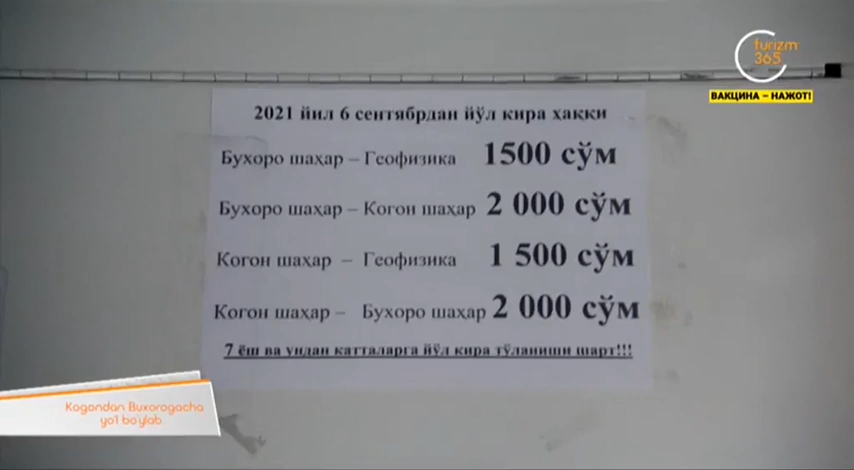 turizm
365
ВАКЦИНА – НАЖОТ!
2021 йил 6 сентябрдан йўл кира ҳаққи
Бухоро шаҳар – Геофизика 1500 сўм
Бухоро шаҳар – Когон шаҳар 2 000 сўм
Когон шаҳар – Геофизика 1 500 сўм
Когон шаҳар – Бухоро шаҳар 2 000 сўм
7 ёш ва ундан катталарга йўл кира тўланиши шарт!!!
Kogondan Buxorogacha
yo'l bo'ylab